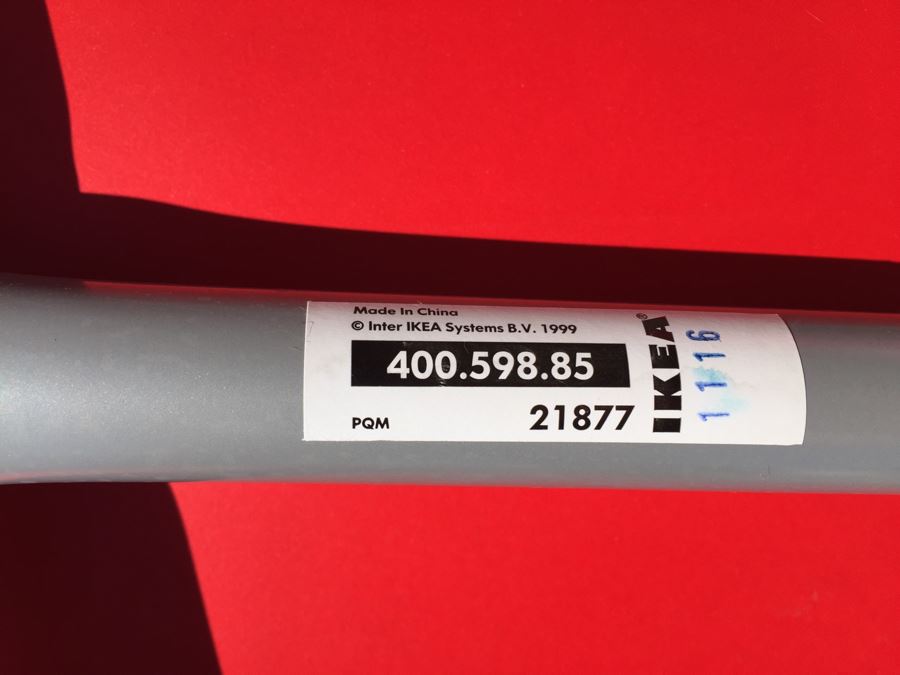 Made In China
© Inter IKEA Systems B.V. 1999
400.598.85
PQM 21877
IKEA®
1116